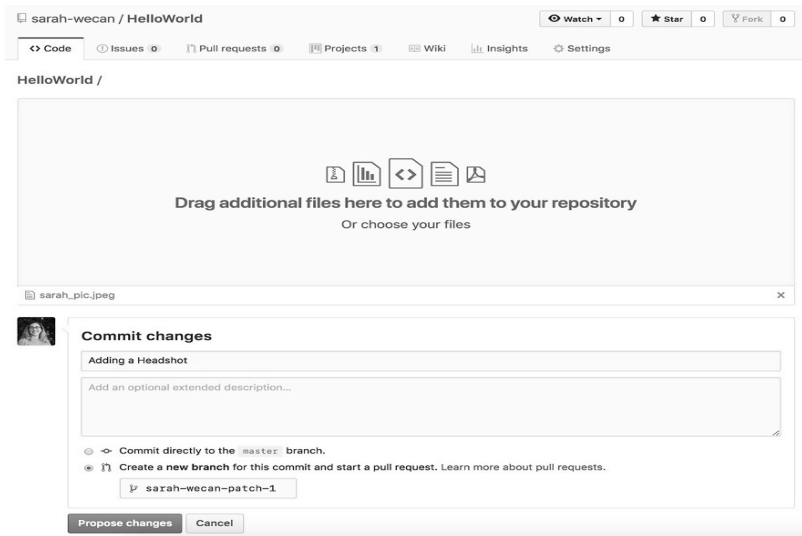 sarah-wecan / HelloWorld
Watch 0 Star 0 Fork 0
Code Issues 0 Pull requests 0 Projects 1 Wiki Insights Settings
HelloWorld /
Drag additional files here to add them to your repository
Or choose your files
sarah_pic.jpeg
Commit changes
Adding a Headshot
Add an optional extended description...
Commit directly to the master branch.
Create a new branch for this commit and start a pull request. Learn more about pull requests.
sarah-wecan-patch-1
Propose changes Cancel